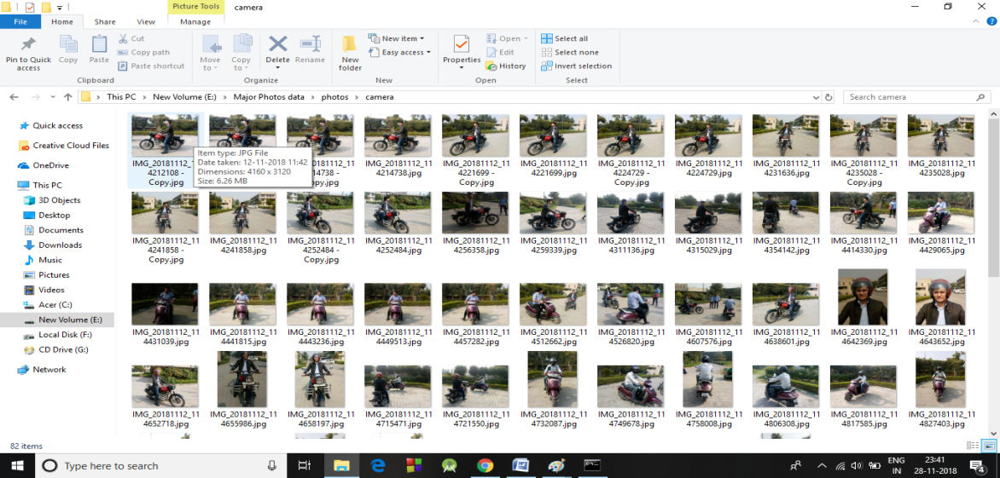 Picture Tools
camera
File
Home
Share
View
Manage
Pin to Quick access
Copy
Paste
Cut
Copy path
Paste shortcut
Clipboard
Move to
Copy to
Delete
Rename
Organize
New folder
New item
Easy access
New
Properties
Open
Edit
History
Open
Select all
Select none
Invert selection
Select
This PC > New Volume (E:) > Major Photos data > photos > camera
Search camera
Quick access
Creative Cloud Files
OneDrive
This PC
3D Objects
Desktop
Documents
Downloads
Music
Pictures
Videos
Acer (C:)
New Volume (E:)
Local Disk (F:)
CD Drive (G:)
Network
IMG_20181112_11
4212108 -
Copy.jpg
Item type: JPG File
Date taken: 12-11-2018 11:42
Dimensions: 4160 x 3120
Size: 6.26 MB
81112_11
4214738 -
opy.jpg
IMG_20181112_11
4214738.jpg
IMG_20181112_11
4221699 -
Copy.jpg
IMG_20181112_11
4221699.jpg
IMG_20181112_11
4224729 -
Copy.jpg
IMG_20181112_11
4224729.jpg
IMG_20181112_11
4231636.jpg
IMG_20181112_11
4235028 -
Copy.jpg
IMG_20181112_11
4235028.jpg
IMG_20181112_11
4241858 -
Copy.jpg
IMG_20181112_11
4241858.jpg
IMG_20181112_11
4252484 -
Copy.jpg
IMG_20181112_11
4252484.jpg
IMG_20181112_11
4256358.jpg
IMG_20181112_11
4259339.jpg
IMG_20181112_11
4311136.jpg
IMG_20181112_11
4315029.jpg
IMG_20181112_11
4354142.jpg
IMG_20181112_11
4414330.jpg
IMG_20181112_11
4429065.jpg
IMG_20181112_11
4431039.jpg
IMG_20181112_11
4441815.jpg
IMG_20181112_11
4443236.jpg
IMG_20181112_11
4449513.jpg
IMG_20181112_11
4457282.jpg
IMG_20181112_11
4512662.jpg
IMG_20181112_11
4526820.jpg
IMG_20181112_11
4607576.jpg
IMG_20181112_11
4638601.jpg
IMG_20181112_11
4642369.jpg
IMG_20181112_11
4643652.jpg
IMG_20181112_11
4652718.jpg
IMG_20181112_11
4655986.jpg
IMG_20181112_11
4658197.jpg
IMG_20181112_11
4715471.jpg
IMG_20181112_11
4721550.jpg
IMG_20181112_11
4732087.jpg
IMG_20181112_11
4749678.jpg
IMG_20181112_11
4758008.jpg
IMG_20181112_11
4806308.jpg
IMG_20181112_11
4817585.jpg
IMG_20181112_11
4827403.jpg
82 items
Type here to search
ENG
IN
23:41
28-11-2018
4